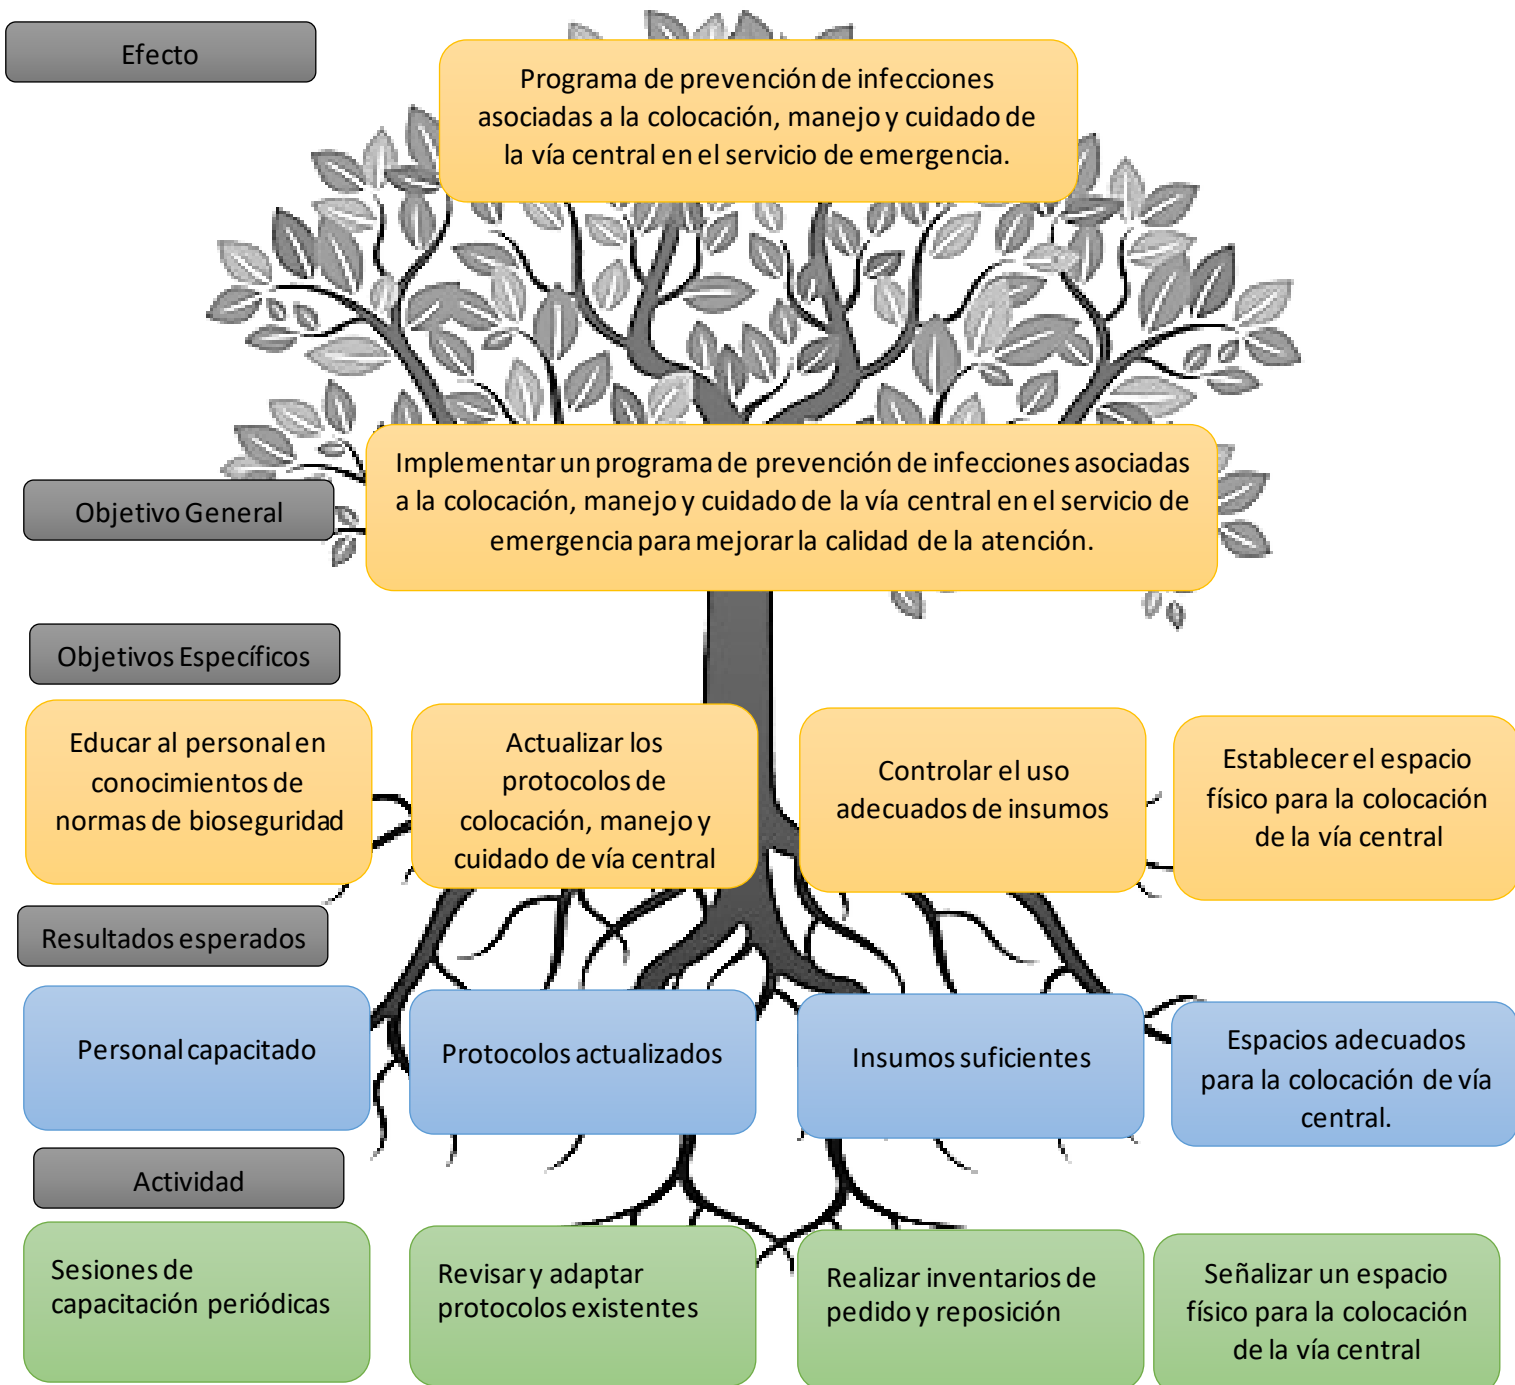 Efecto
Programa de prevención de infecciones
asociadas a la colocación, manejo y cuidado de
la vía central en el servicio de emergencia.
Implementar un programa de prevención de infecciones asociadas
a la colocación, manejo y cuidado de la vía central en el servicio de
emergencia para mejorar la calidad de la atención.
Objetivo General
Objetivos Específicos
Educar al personal en
conocimientos de
normas de bioseguridad
Actualizar los
protocolos de
colocación, manejo y
cuidado de vía central
Controlar el uso
adecuados de insumos
Establecer el espacio
físico para la colocación
de la vía central
Resultados esperados
Personal capacitado
Protocolos actualizados
Insumos suficientes
Espacios adecuados
para la colocación de vía
central.
Actividad
Sesiones de
capacitación periódicas
Revisar y adaptar
protocolos existentes
Realizar inventarios de
pedido y reposición
Señalizar un espacio
físico para la colocación
de la vía central